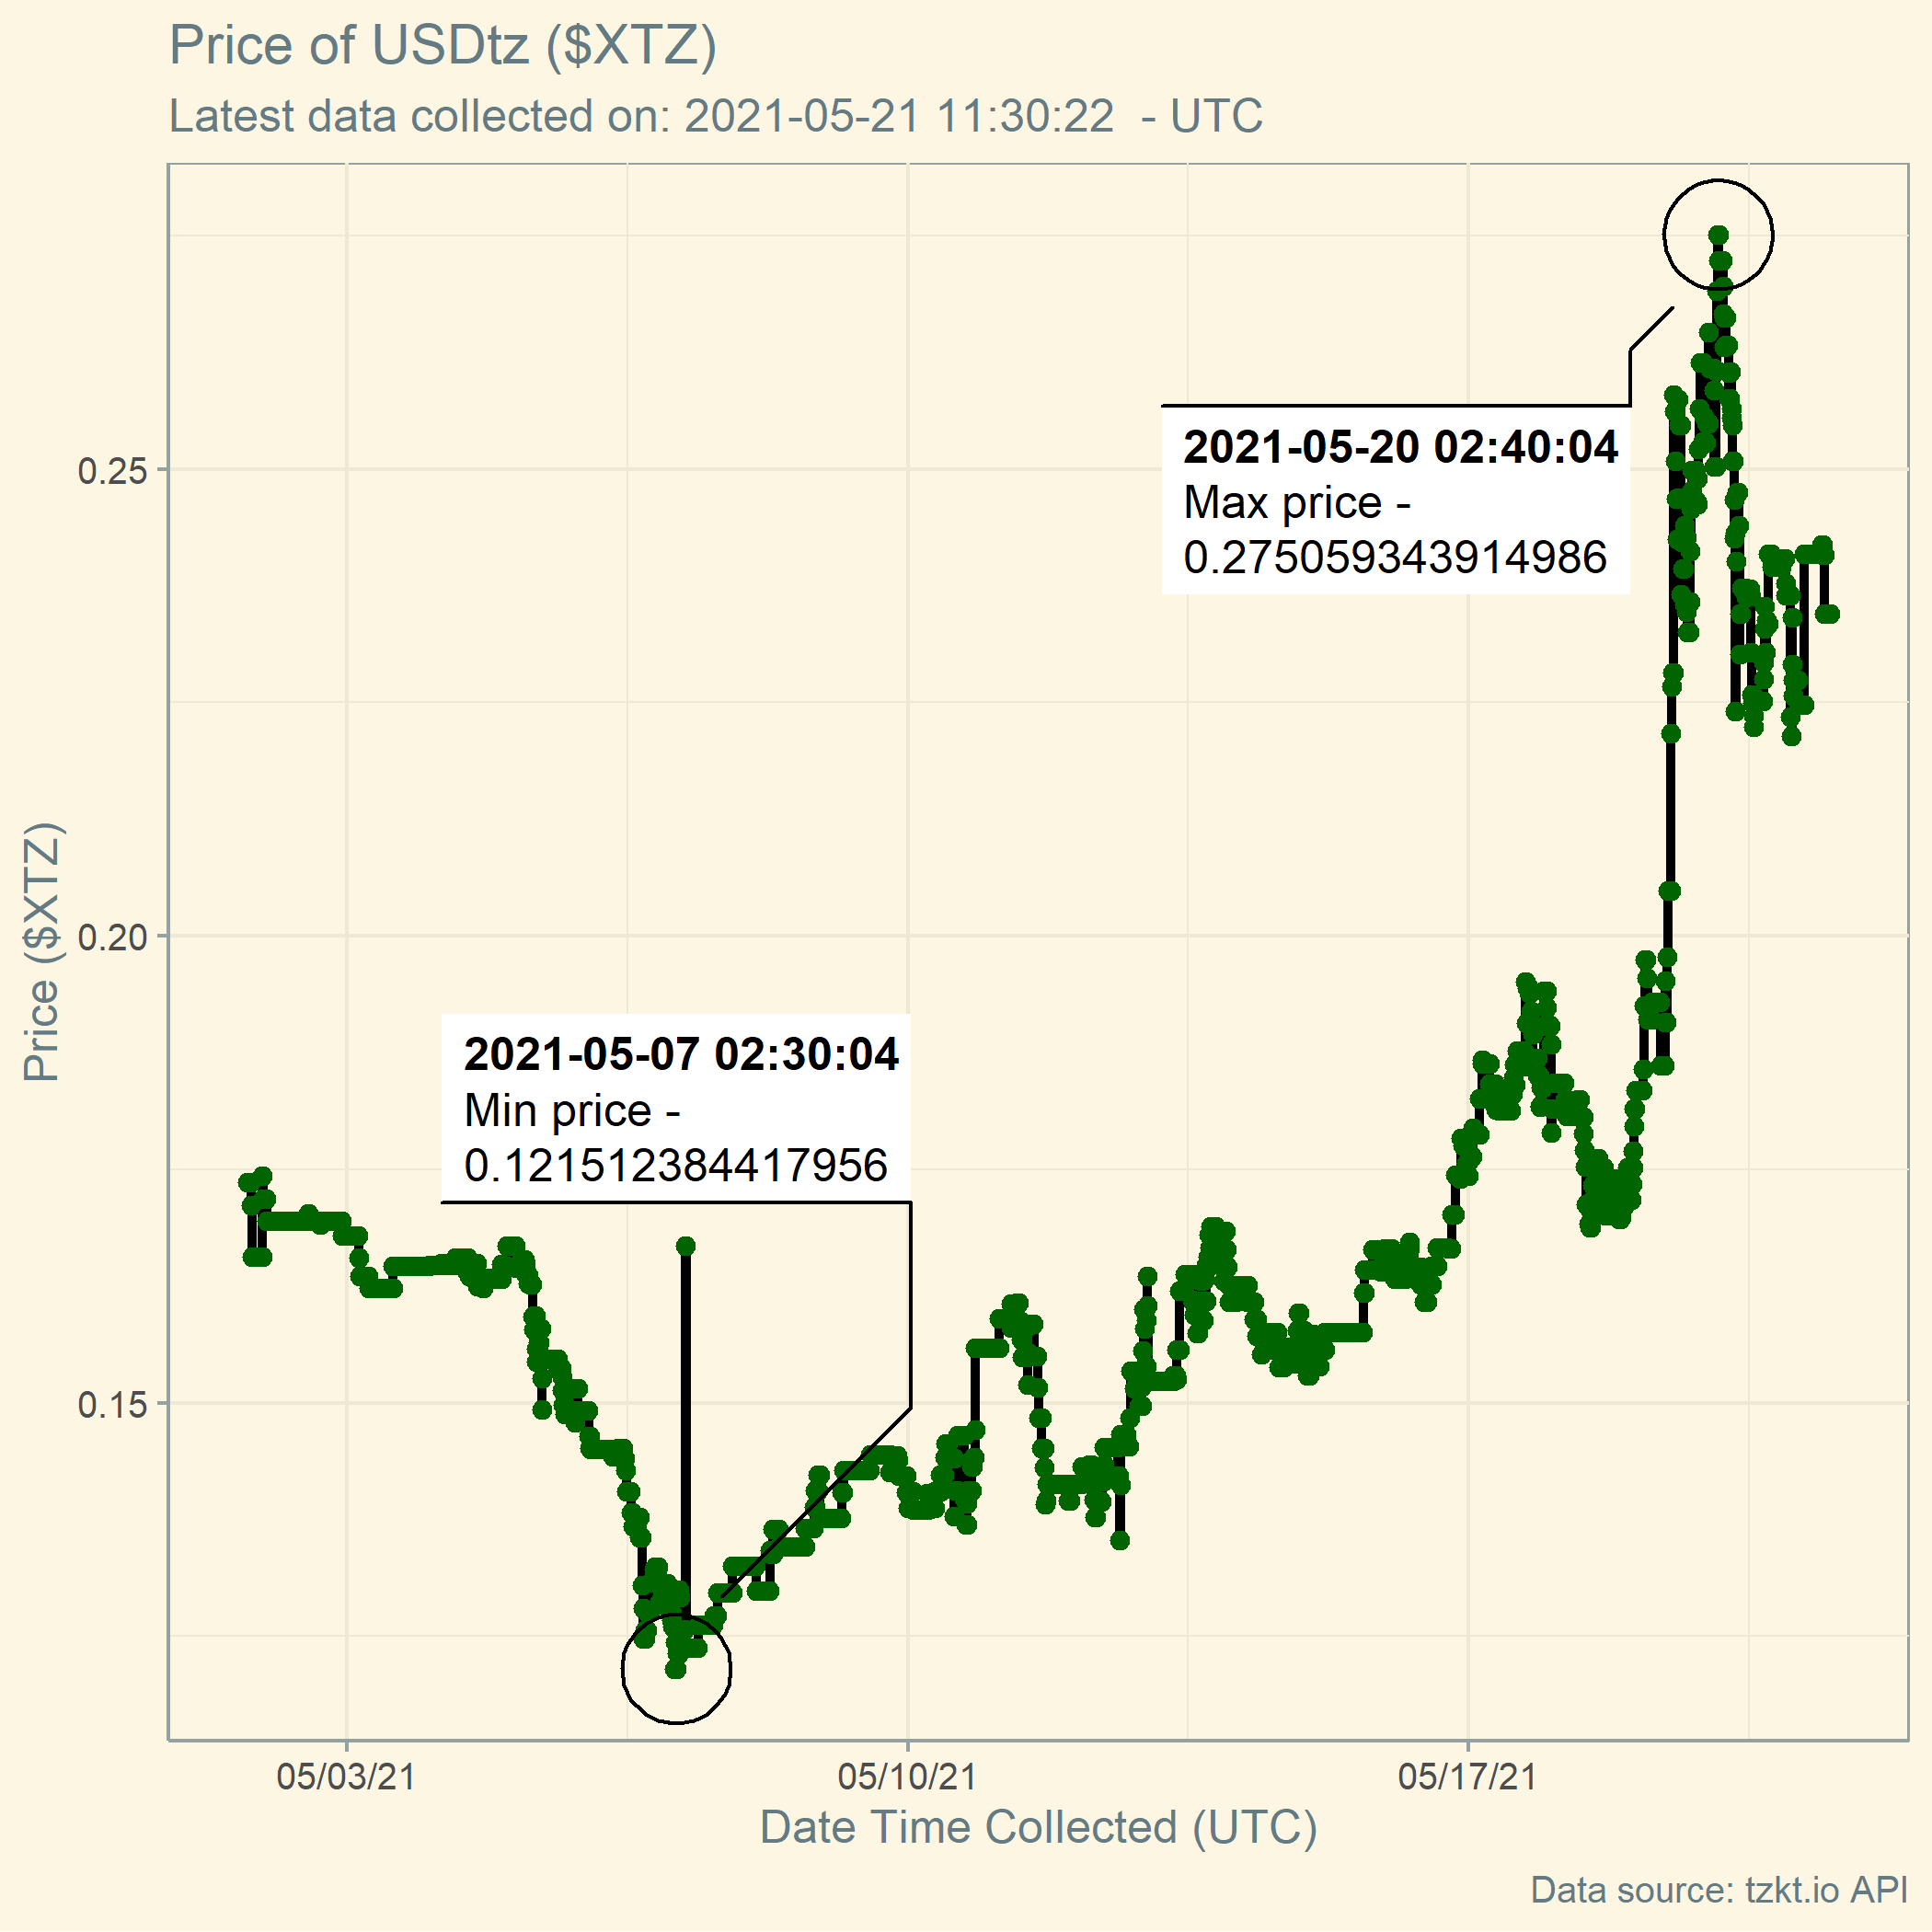 Price of USDtz ($XTZ)
Latest data collected on: 2021-05-21 11:30:22  - UTC
2021-05-20 02:40:04
Max price -
0.275059343914986
2021-05-07 02:30:04
Min price -
0.121512384417956
Price ($XTZ)
0.25
0.20
0.15
05/03/21
05/10/21
05/17/21
Date Time Collected (UTC)
Data source: tzkt.io API